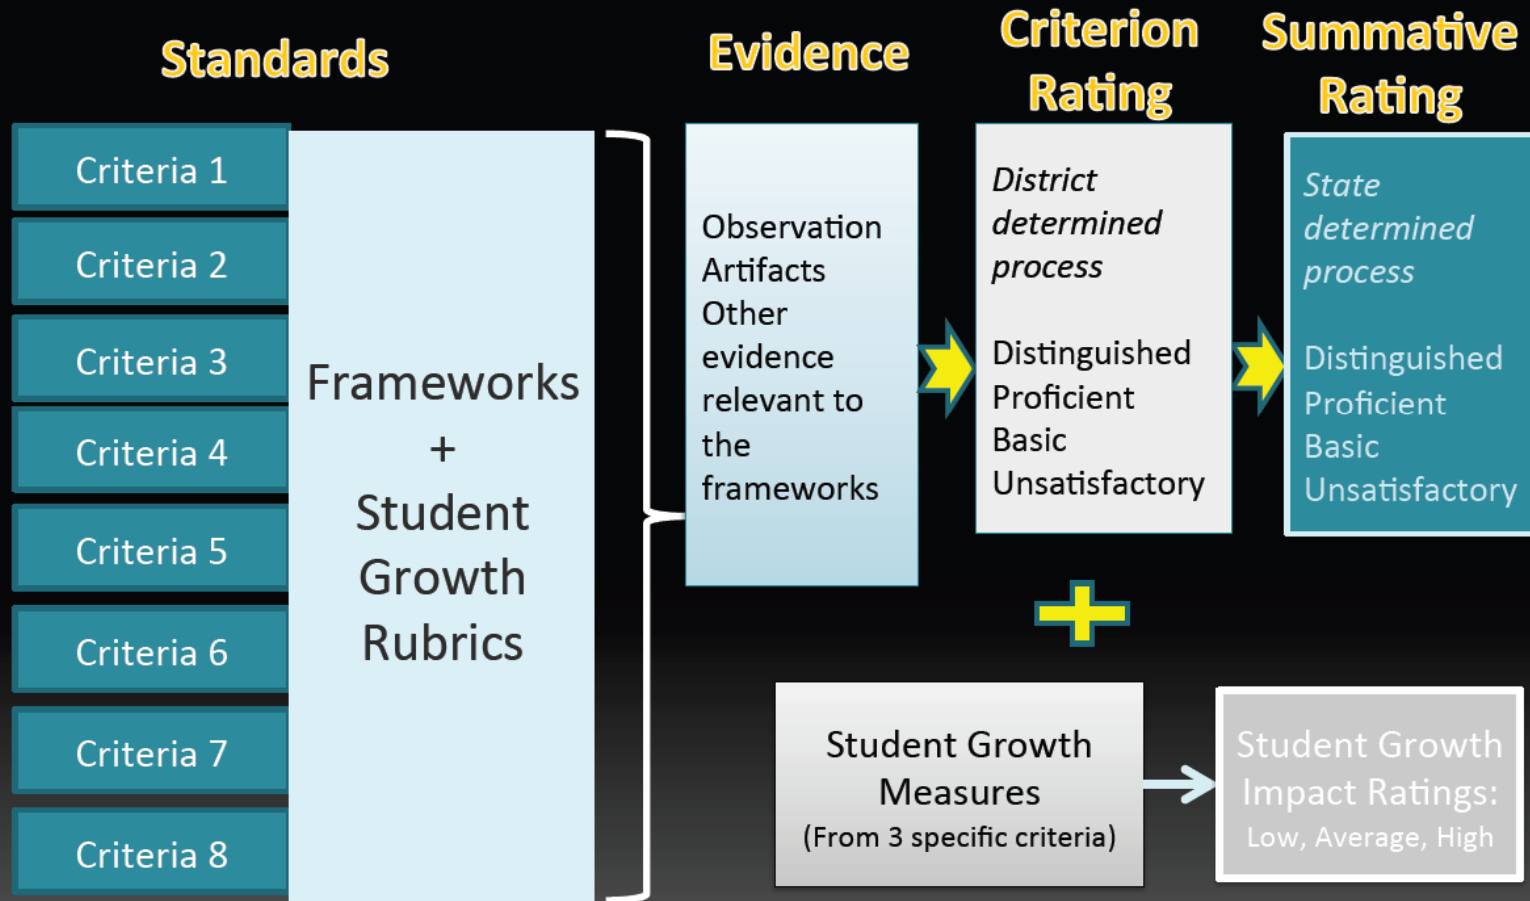 Standards
Criteria 1
Criteria 2
Criteria 3
Criteria 4
Criteria 5
Criteria 6
Criteria 7
Criteria 8
Frameworks
+
Student
Growth
Rubrics
Evidence
Observation
Artifacts
Other
evidence
relevant to
the
frameworks
Criterion
Rating
District
determined
process
Distinguished
Proficient
Basic
Unsatisfactory
Summative
Rating
State
determined
process
Distinguished
Proficient
Basic
Unsatisfactory
Student Growth
Measures
(From 3 specific criteria)
Student Growth
Impact Ratings:
Low, Average, High